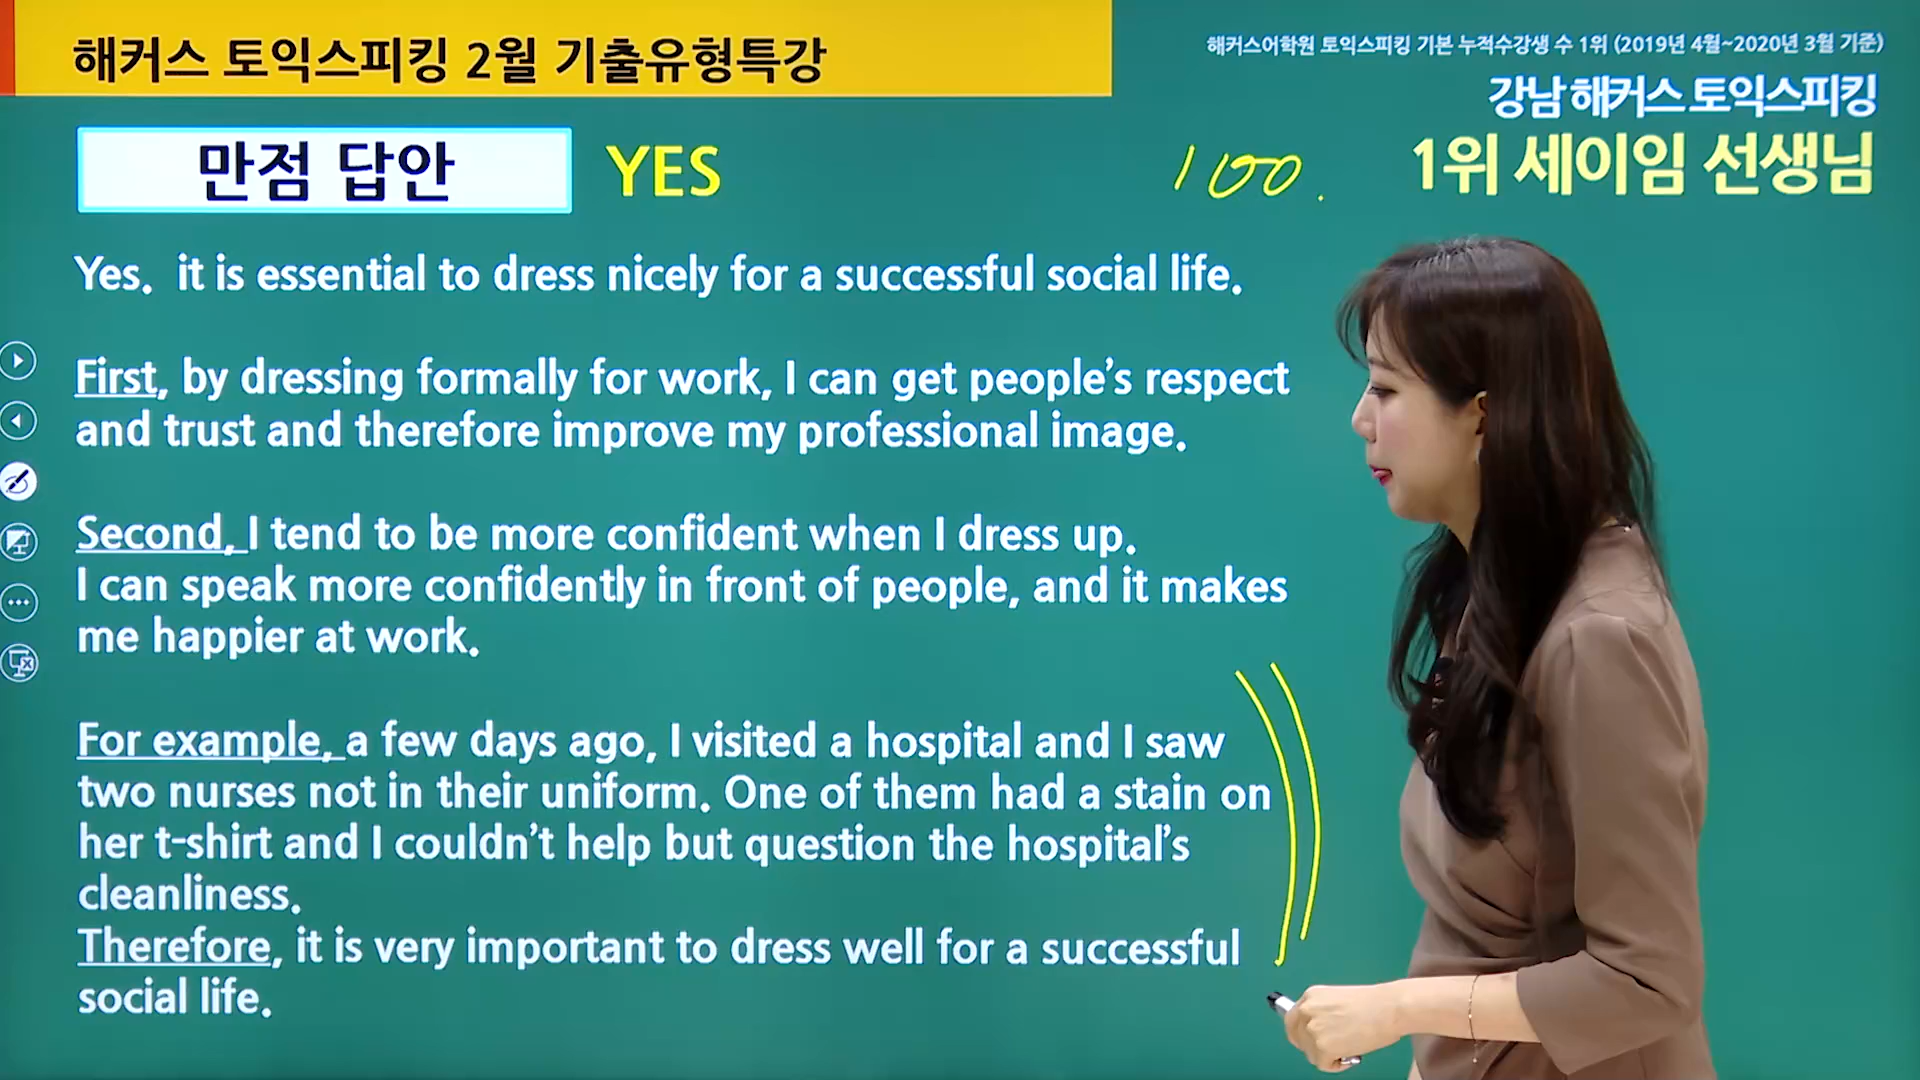 해커스 토익스피킹 2월 기출유형특강
해커스어학원 토익스피킹 기본 누적수강생 수 1위 (2019년 4월~2020년 3월 기준)
강남 해커스 토익스피킹
1위 세이임 선생님
만점 답안
YES
100.
Yes. it is essential to dress nicely for a successful social life.
First, by dressing formally for work, I can get people’s respect
and trust and therefore improve my professional image.
Second, I tend to be more confident when I dress up.
I can speak more confidently in front of people, and it makes
me happier at work.
For example, a few days ago, I visited a hospital and I saw
two nurses not in their uniform. One of them had a stain on
her t-shirt and I couldn’t help but question the hospital’s
cleanliness.
Therefore, it is very important to dress well for a successful
social life.